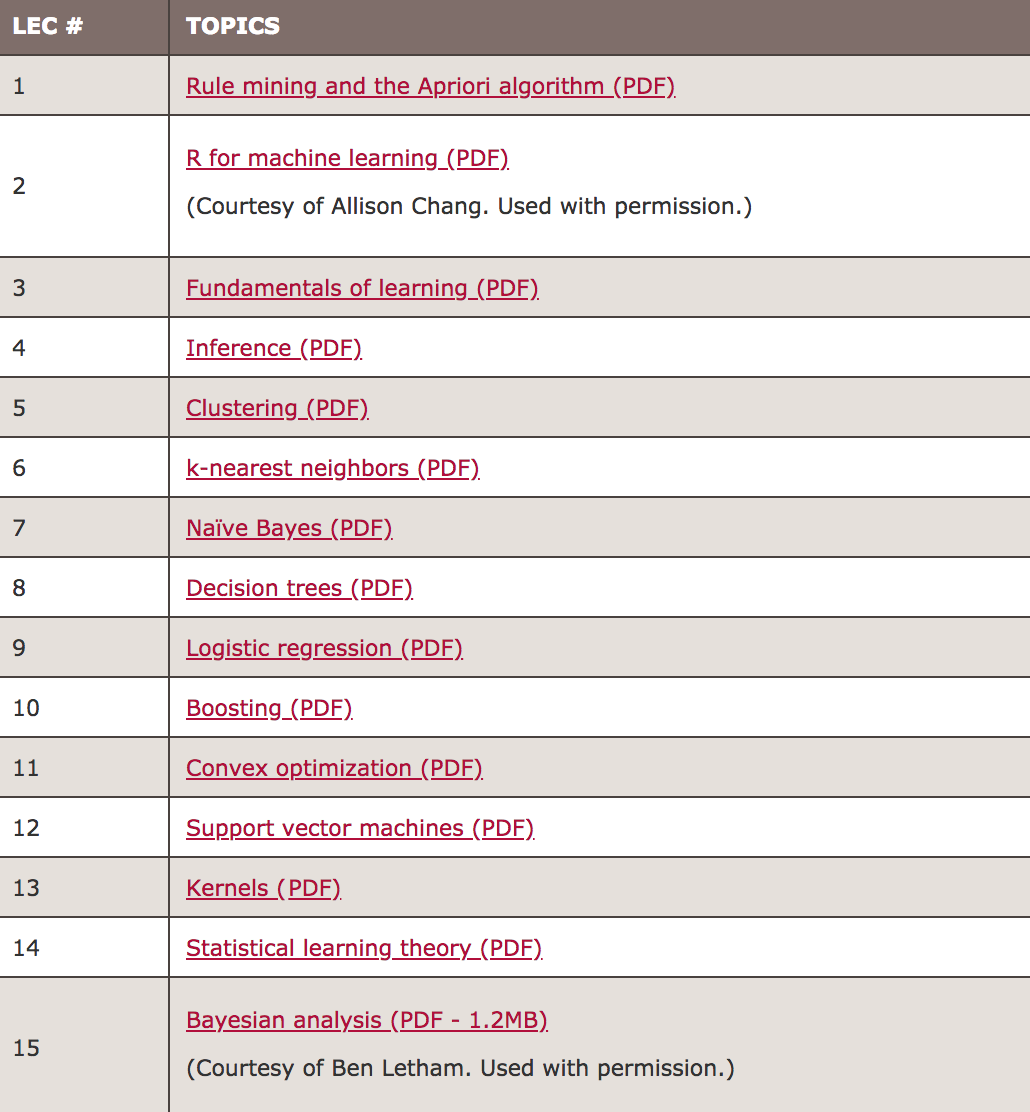 LEC # TOPICS
1 Rule mining and the Apriori algorithm (PDF)
2 R for machine learning (PDF)
(Courtesy of Allison Chang. Used with permission.)
3 Fundamentals of learning (PDF)
4 Inference (PDF)
5 Clustering (PDF)
6 k-nearest neighbors (PDF)
7 Naïve Bayes (PDF)
8 Decision trees (PDF)
9 Logistic regression (PDF)
10 Boosting (PDF)
11 Convex optimization (PDF)
12 Support vector machines (PDF)
13 Kernels (PDF)
14 Statistical learning theory (PDF)
15 Bayesian analysis (PDF - 1.2MB)
(Courtesy of Ben Letham. Used with permission.)